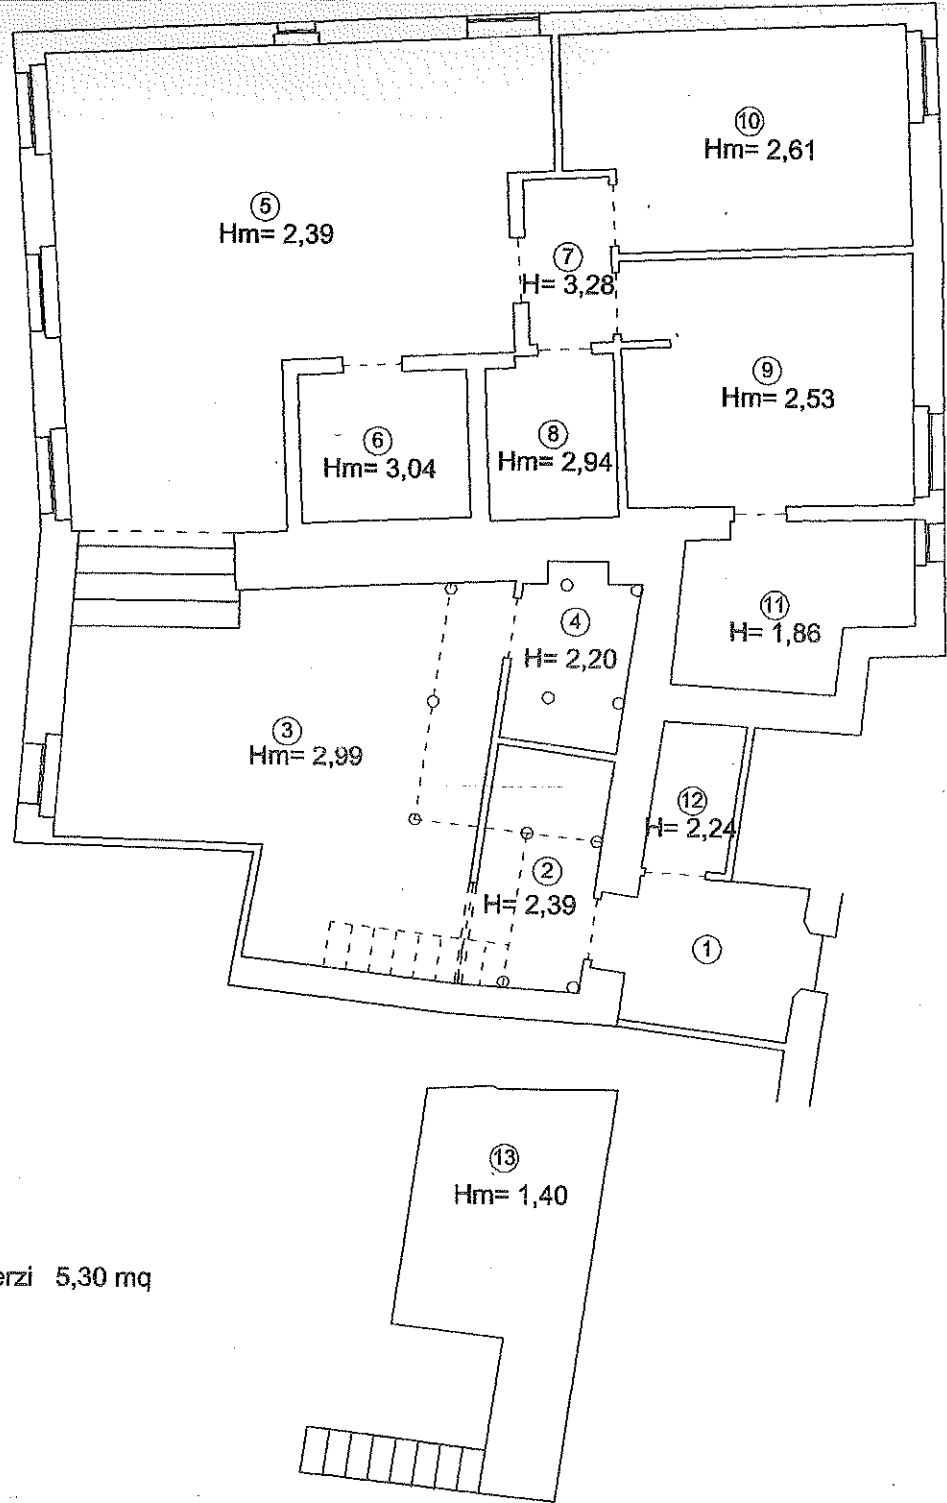 10
Hm= 2,61
5
Hm= 2,39
7
H= 3,28
9
Hm= 2,53
6
Hm= 3,04
8
Hm= 2,94
11
H= 1,86
4
H= 2,20
3
Hm= 2,99
12
H= 2,24
2
H= 2,39
1
13
Hm= 1,40
5,30 mq